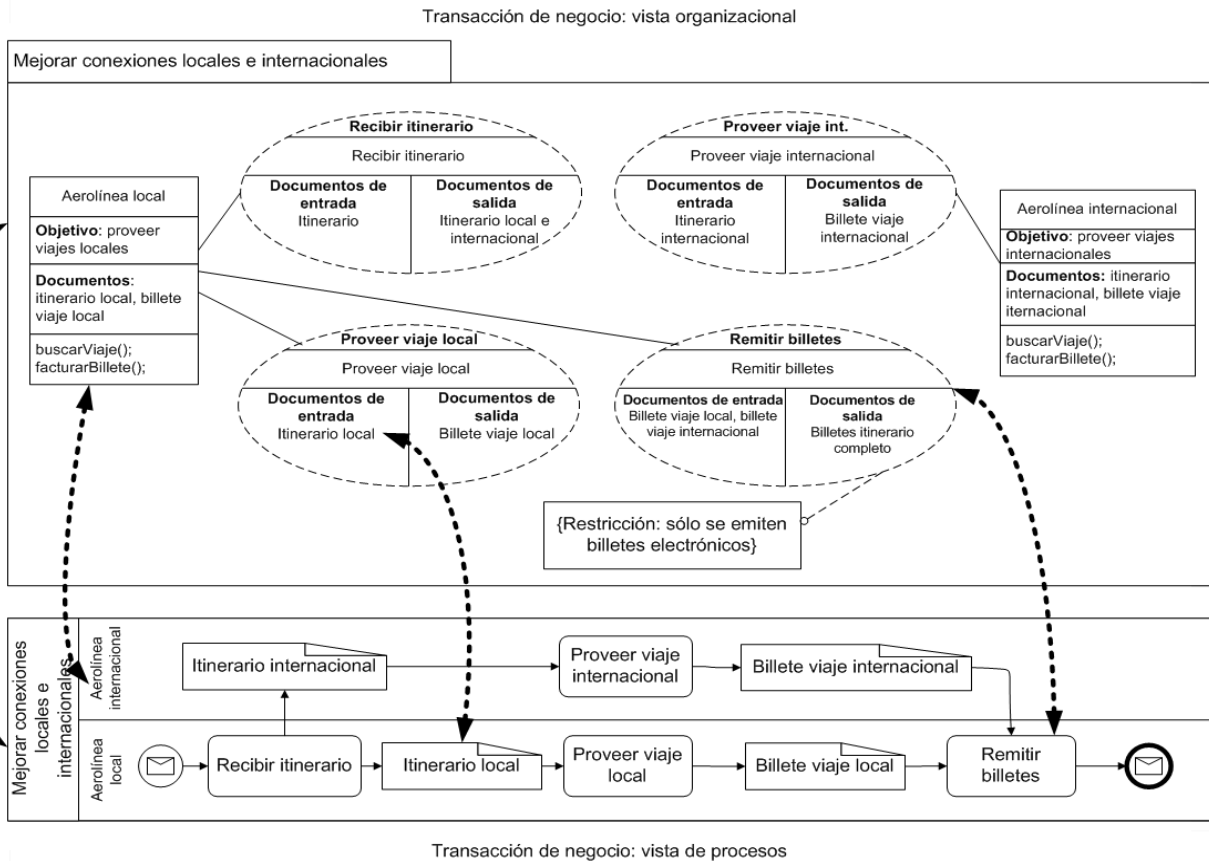 Transacción de negocio: vista organizacional
Mejorar conexiones locales e internacionales
Recibir itinerario
Recibir itinerario
Documentos de
entrada
Itinerario
Documentos de
salida
Itinerario local e
internacional
Proveer viaje int.
Proveer viaje internacional
Documentos de
entrada
Itinerario
internacional
Documentos de
salida
Billete viaje
internacional
Aerolínea local
Objetivo: proveer
viajes locales
Documentos:
itinerario local, billete
viaje local
buscarViaje();
facturarBillete();
Aerolínea internacional
Objetivo: proveer viajes
internacionales
Documentos: itinerario
internacional, billete viaje
iternacional
buscarViaje();
facturarBillete();
Proveer viaje local
Proveer viaje local
Documentos de
entrada
Itinerario local
Documentos de
salida
Billete viaje local
Remitir billetes
Remitir billetes
Documentos de entrada
Billete viaje local, billete
viaje internacional
Documentos de
salida
Billetes itinerario
completo
{Restricción: sólo se emiten
billetes electrónicos}
Mejorar conexiones
locales e
internacionales
Aerolínea
internacional
Itinerario internacional
Proveer viaje
internacional
Billete viaje internacional
Aerolínea
local
Recibir itinerario
Itinerario local
Proveer viaje
local
Billete viaje local
Remitir
billetes
Transacción de negocio: vista de procesos